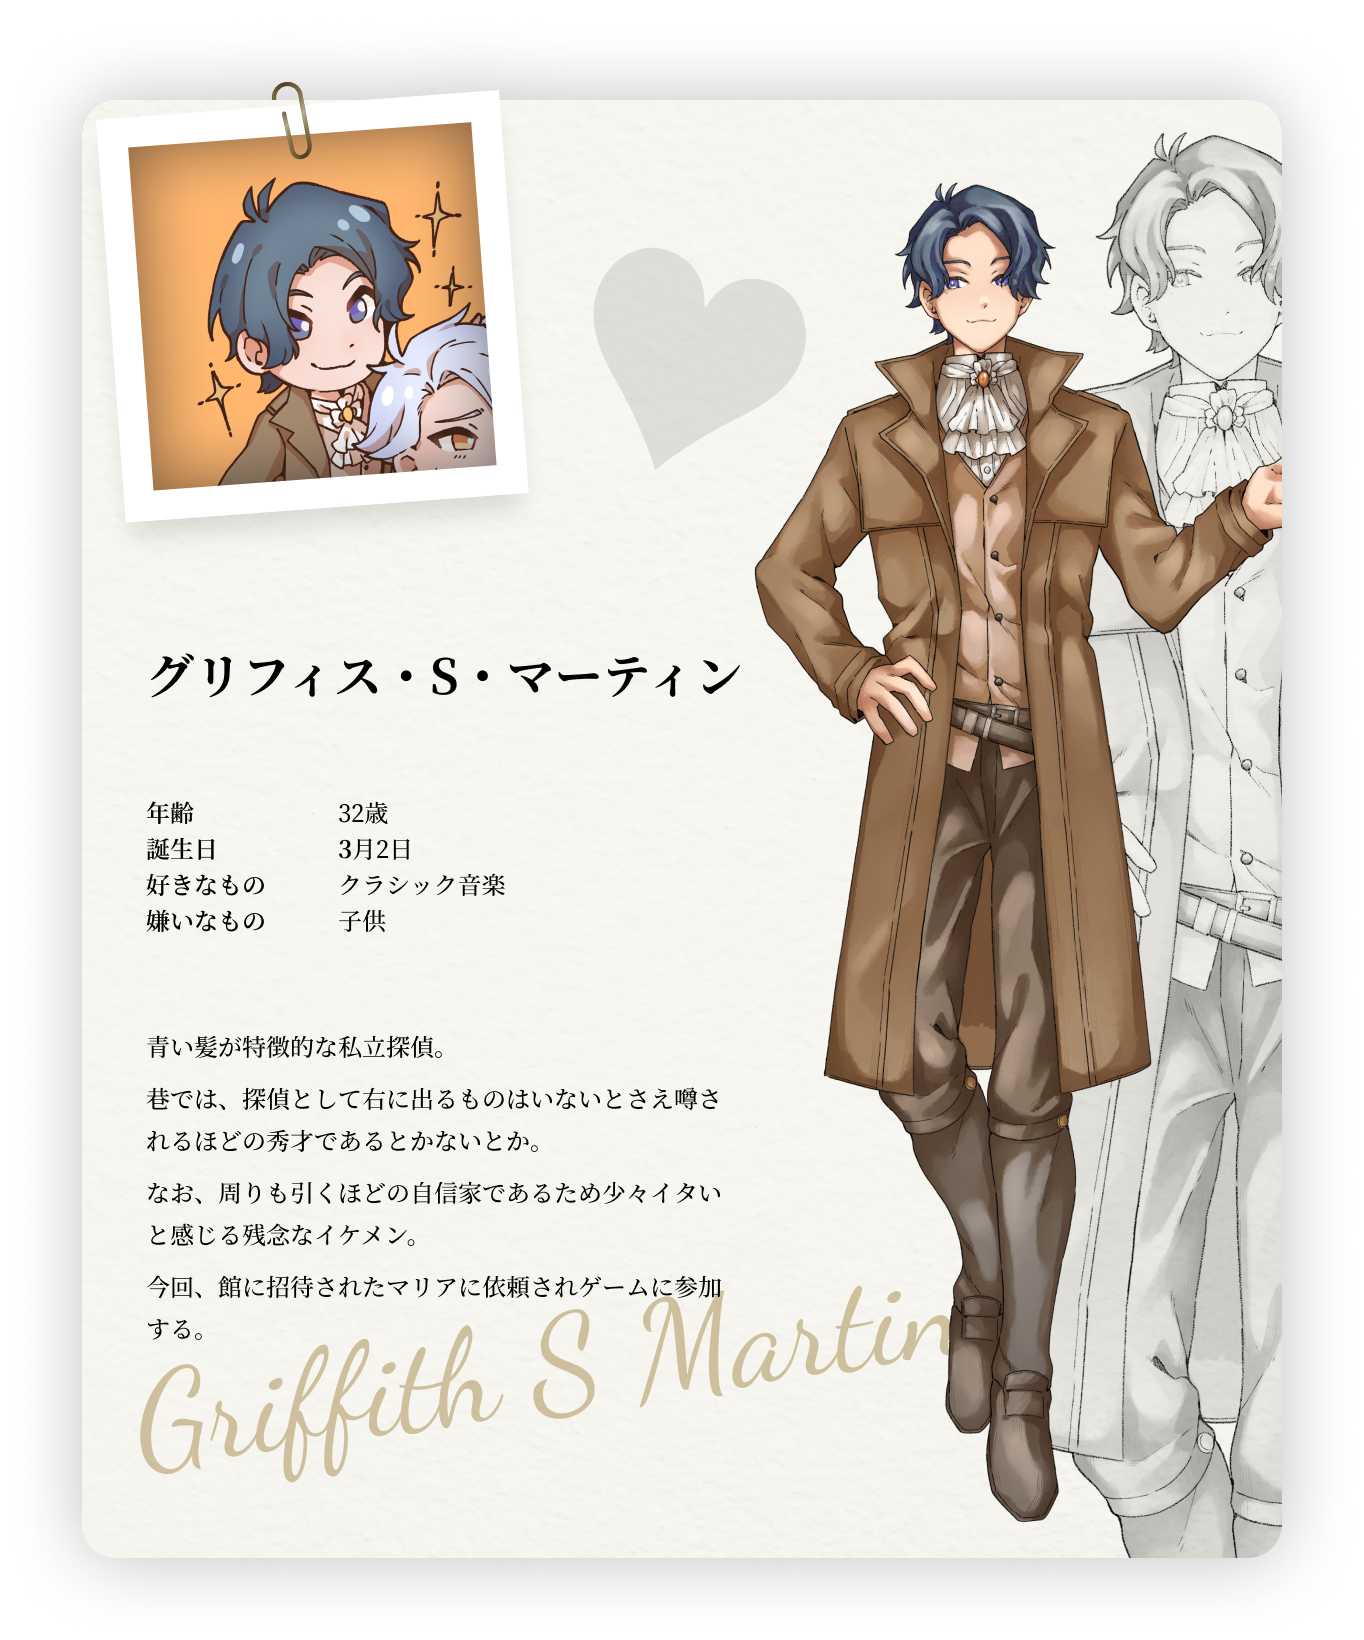 グリフィス・S・マーティン
年齢 32歳
誕生日 3月2日
好きなもの クラシック音楽
嫌いなもの 子供
青い髪が特徴的な私立探偵。
巷では、探偵として右に出るものはいないとさえ噂さ
れるほどの秀才であるとかないとか。
なお、周りも引くほどの自信家であるため少々イタい
と感じる残念なイケメン。
今回、館に招待されたマリアに依頼されゲームに参加
する。
Griffith S Martin